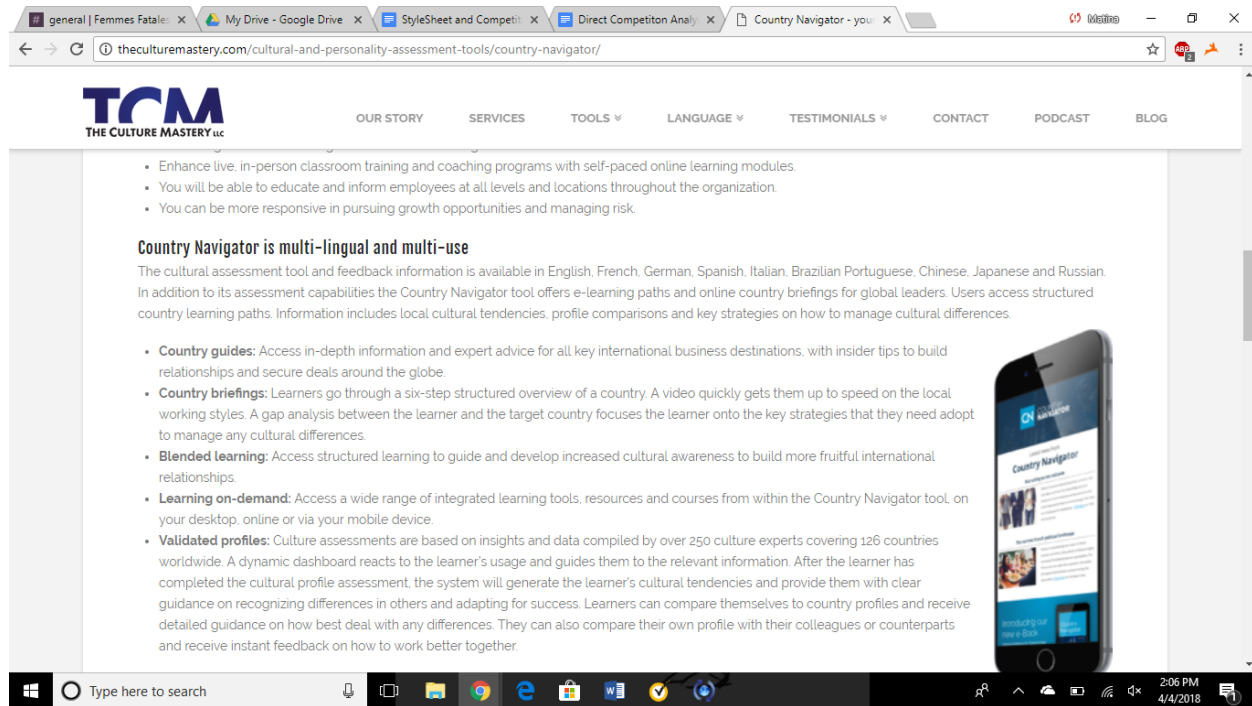 general | Femmes Fatales
My Drive - Google Drive
StyleSheet and Competiti
Direct Competiton Analy
Country Navigator - your
Matina
theculturemastery.com/cultural-and-personality-assessment-tools/country-navigator/
ABP
2
TCM
THE CULTURE MASTERY LLC
OUR STORY
SERVICES
TOOLS
LANGUAGE
TESTIMONIALS
CONTACT
PODCAST
BLOG
• Enhance live, in-person classroom training and coaching programs with self-paced online learning modules.
• You will be able to educate and inform employees at all levels and locations throughout the organization.
• You can be more responsive in pursuing growth opportunities and managing risk.
Country Navigator is multi-lingual and multi-use
The cultural assessment tool and feedback information is available in English, French, German, Spanish, Italian, Brazilian Portuguese, Chinese, Japanese and Russian.
In addition to its assessment capabilities the Country Navigator tool offers e-learning paths and online country briefings for global leaders. Users access structured
country learning paths. Information includes local cultural tendencies, profile comparisons and key strategies on how to manage cultural differences.
• Country guides: Access in-depth information and expert advice for all key international business destinations, with insider tips to build
relationships and secure deals around the globe.
• Country briefings: Learners go through a six-step structured overview of a country. A video quickly gets them up to speed on the local
working styles. A gap analysis between the learner and the target country focuses the learner onto the key strategies that they need adopt
to manage any cultural differences.
• Blended learning: Access structured learning to guide and develop increased cultural awareness to build more fruitful international
relationships.
• Learning on-demand: Access a wide range of integrated learning tools, resources and courses from within the Country Navigator tool, on
your desktop, online or via your mobile device.
• Validated profiles: Culture assessments are based on insights and data compiled by over 250 culture experts covering 126 countries
worldwide. A dynamic dashboard reacts to the learner's usage and guides them to the relevant information. After the learner has
completed the cultural profile assessment, the system will generate the learner's cultural tendencies and provide them with clear
guidance on recognizing differences in others and adapting for success. Learners can compare themselves to country profiles and receive
detailed guidance on how best deal with any differences. They can also compare their own profile with their colleagues or counterparts
and receive instant feedback on how to work better together.
CN COUNTRY
NAVIGATOR
Country Navigator
Introducing our
new e-Book
Type here to search
2:06 PM
4/4/2018
1